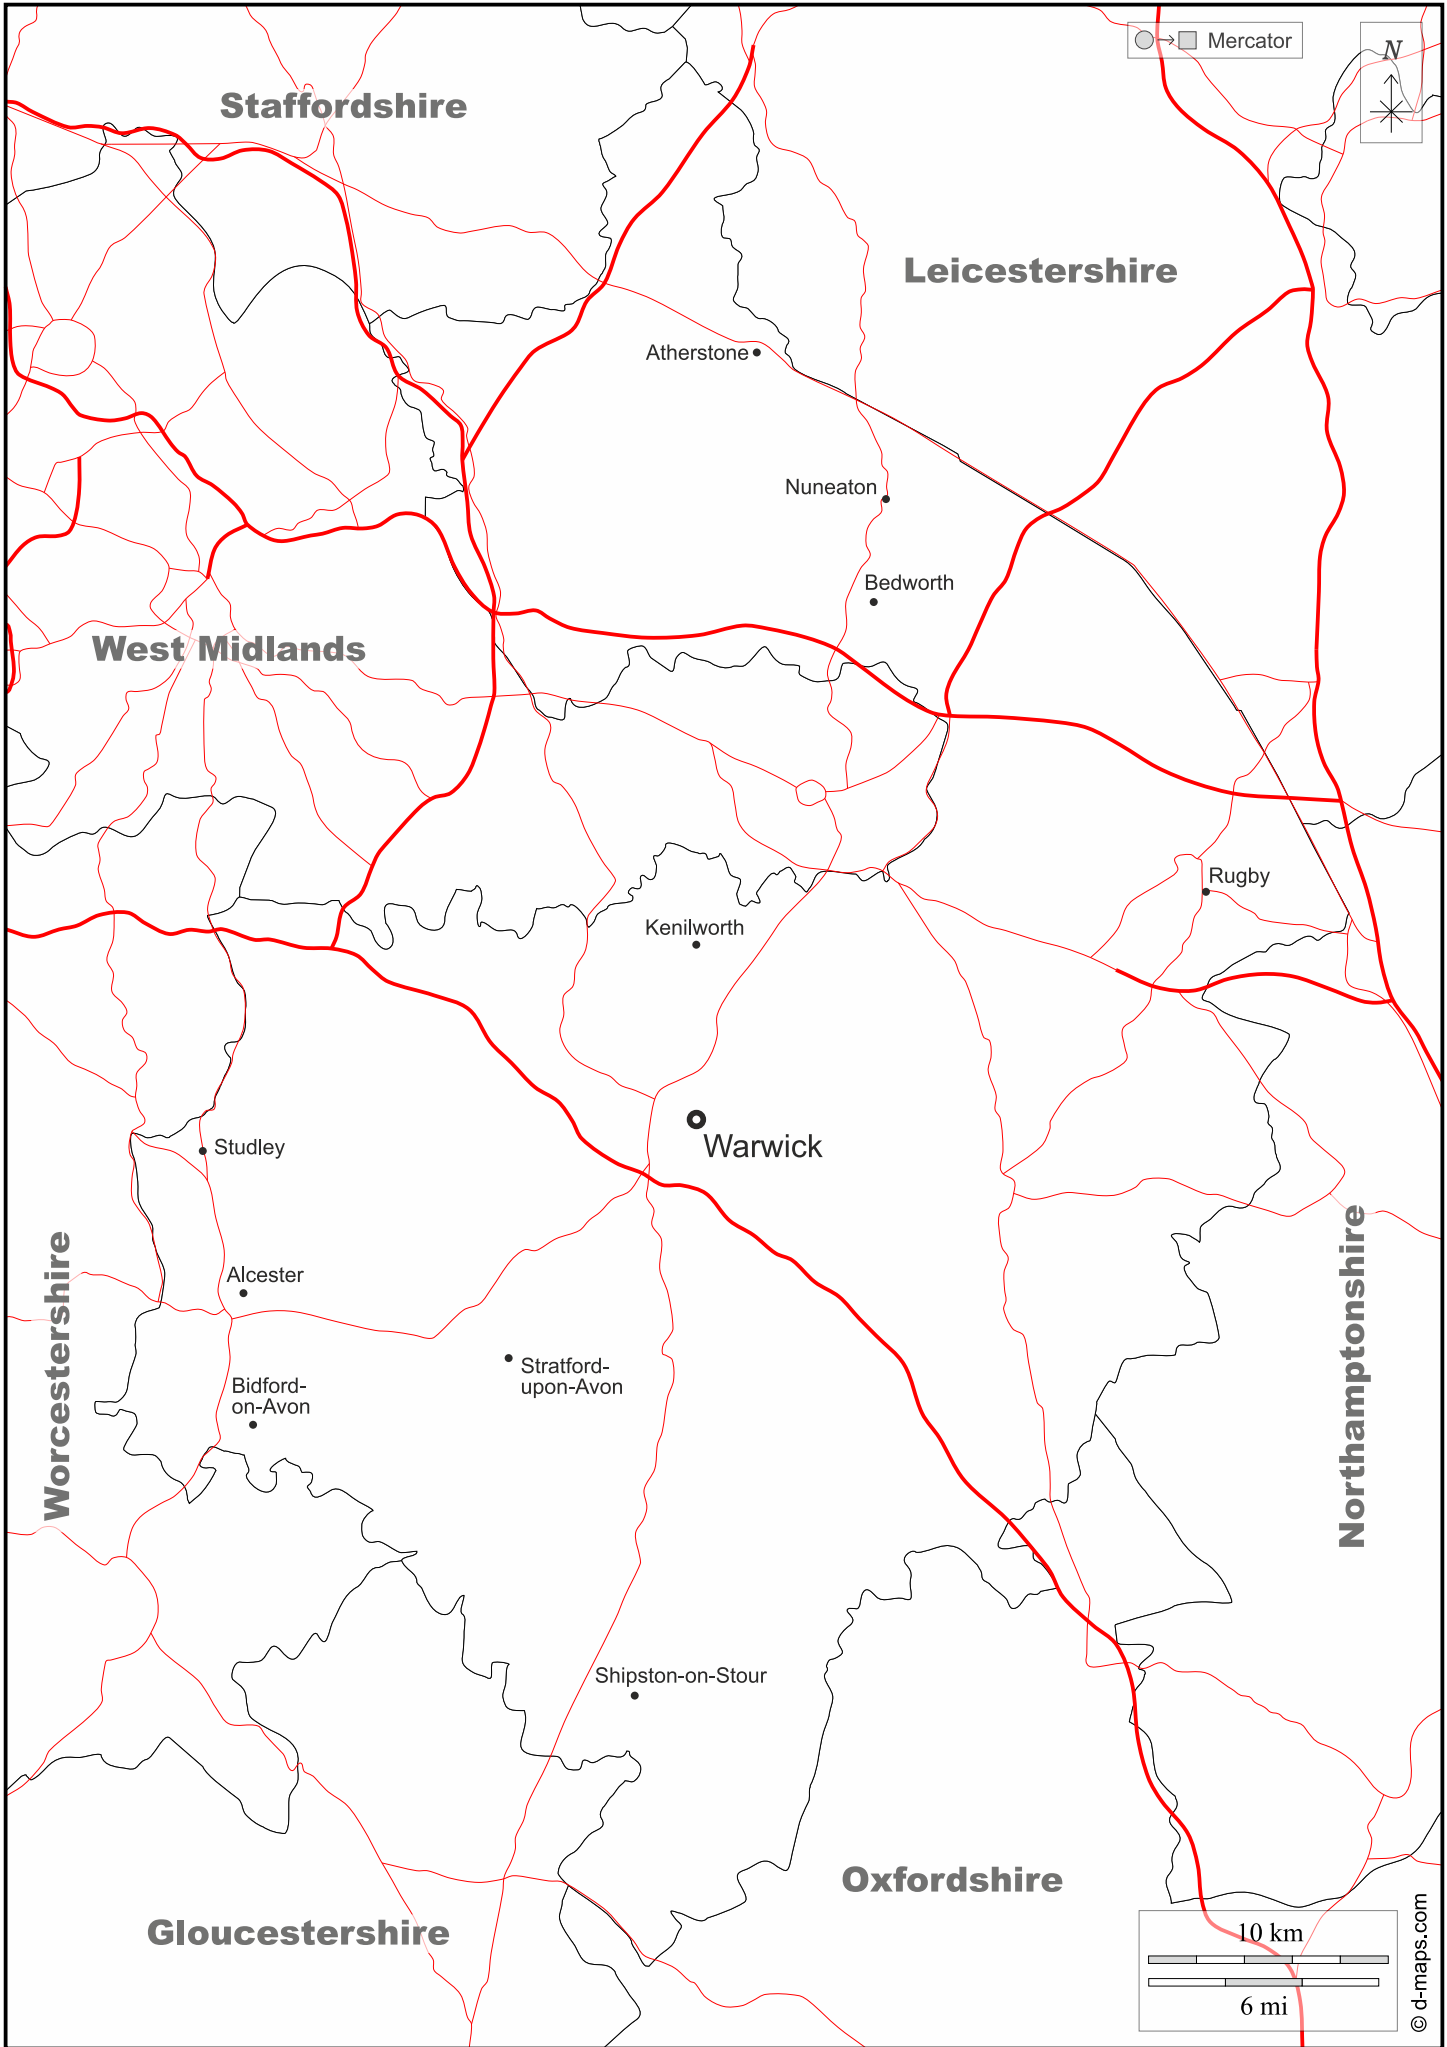 Mercator
N
Staffordshire
Leicestershire
Atherstone
Nuneaton
Bedworth
West Midlands
Rugby
Kenilworth
Warwick
Studley
Alcester
Worcestershire
Northamptonshire
Stratford-
upon-Avon
Bidford-
on-Avon
Shipston-on-Stour
Oxfordshire
Gloucestershire
10 km
6 mi
© d-maps.com